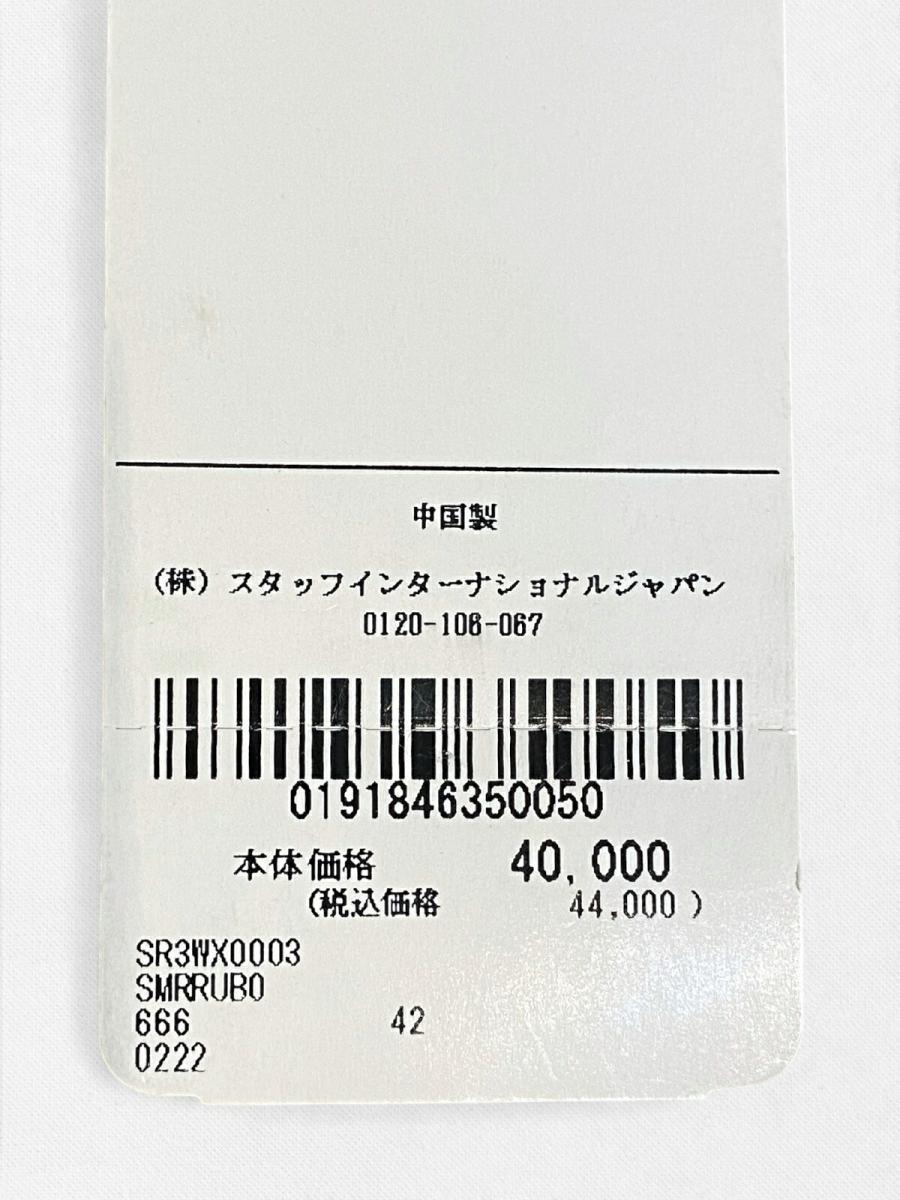 中国製
(株) スタッフインターナショナルジャパン
0120-106-067
0191846350050
本体価格 40,000
(税込価格 44,000 )
SR3WX0003
SMRRUB0
666 42
0222